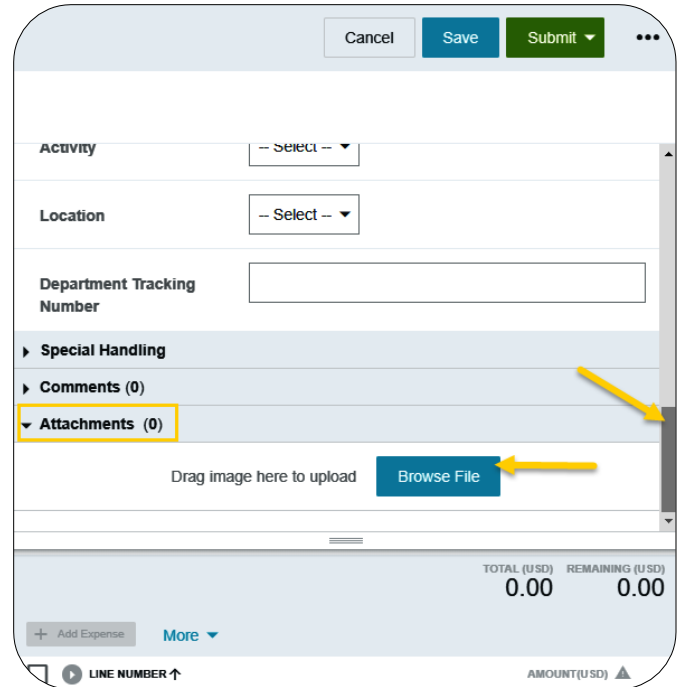 Cancel Save Submit
Activity -- Select --
Location -- Select --
Department Tracking
Number
Special Handling
Comments (0)
Attachments (0)
Drag image here to upload Browse File
TOTAL (USD) REMAINING (USD)
0.00 0.00
+ Add Expense More
LINE NUMBER AMOUNT(USD)